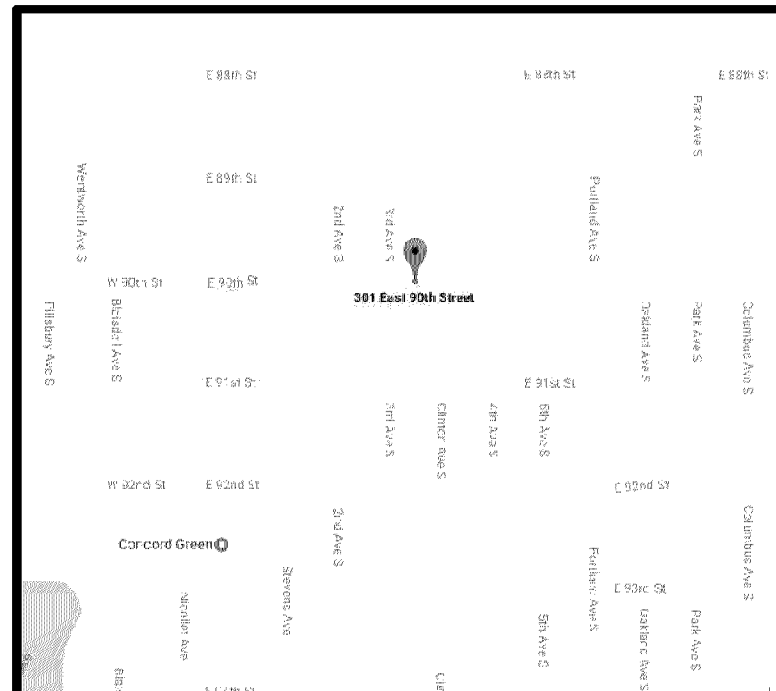 E 88th St
E 88th St
E 88th St
Park Ave S
Wentworth Ave S
E 89th St
Portland Ave S
2nd Ave S
3rd Ave S
W 90th St
E 90th St
301 East 90th Street
Pillsbury Ave S
Blaisdell Ave S
Oakland Ave S
Park Ave S
Columbus Ave S
E 91st St
E 91st St
3rd Ave S
Clinton Ave S
4th Ave S
5th Ave S
W 92nd St
E 92nd St
E 92nd St
2nd Ave S
Columbus Ave S
Concord Green
Portland Ave S
Stevens Ave
E 93rd St
Nicollet Ave
5th Ave S
Oakland Ave S
Park Ave S